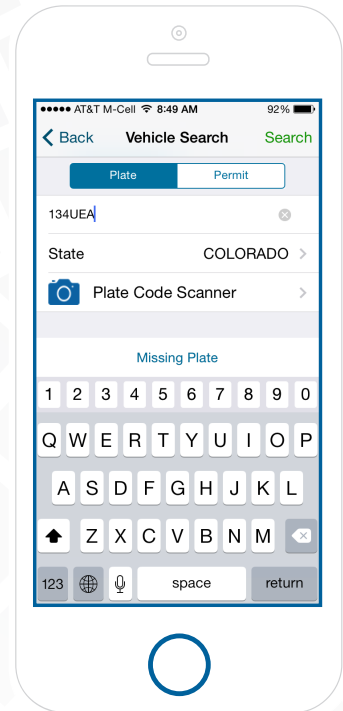 AT&T M-Cell 8:49 AM 92%
Back Vehicle Search Search
Plate Permit
134UEA
State COLORADO
Plate Code Scanner
Missing Plate
1 2 3 4 5 6 7 8 9 0
Q W E R T Y U I O P
A S D F G H J K L
Z X C V B N M
123 space return